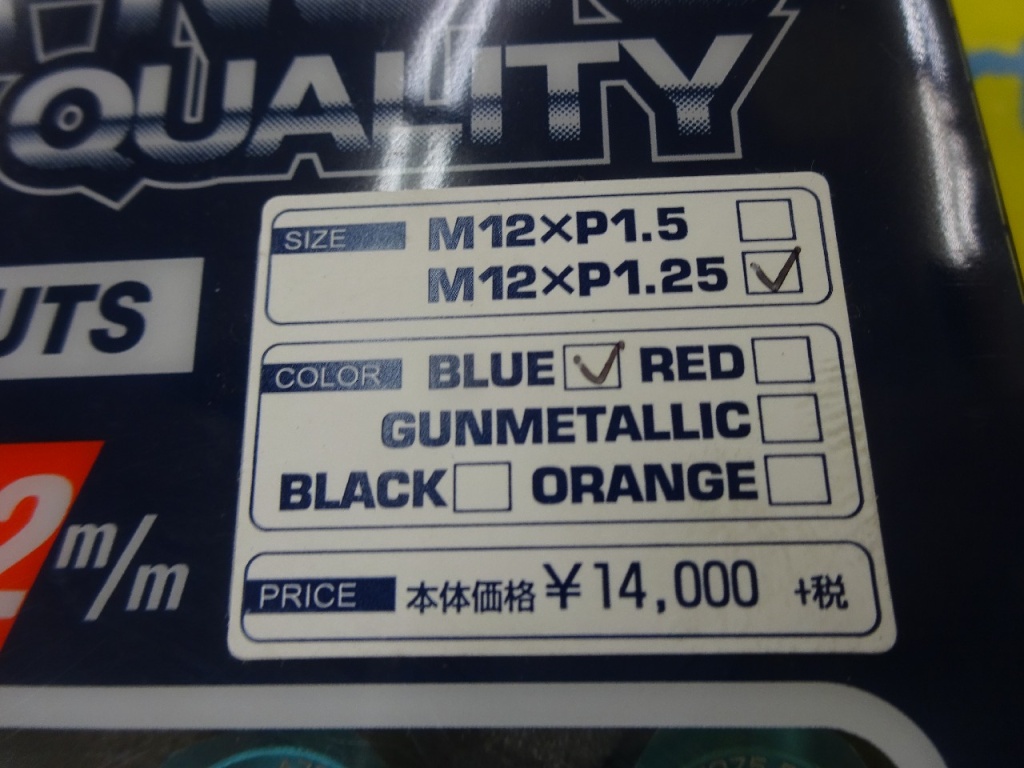 QUALITY
SIZE M12×P1.5
M12×P1.25
UTS
COLOR BLUE RED
GUNMETALLIC
BLACK ORANGE
2 m/m
PRICE 本体価格 ¥14,000 +税